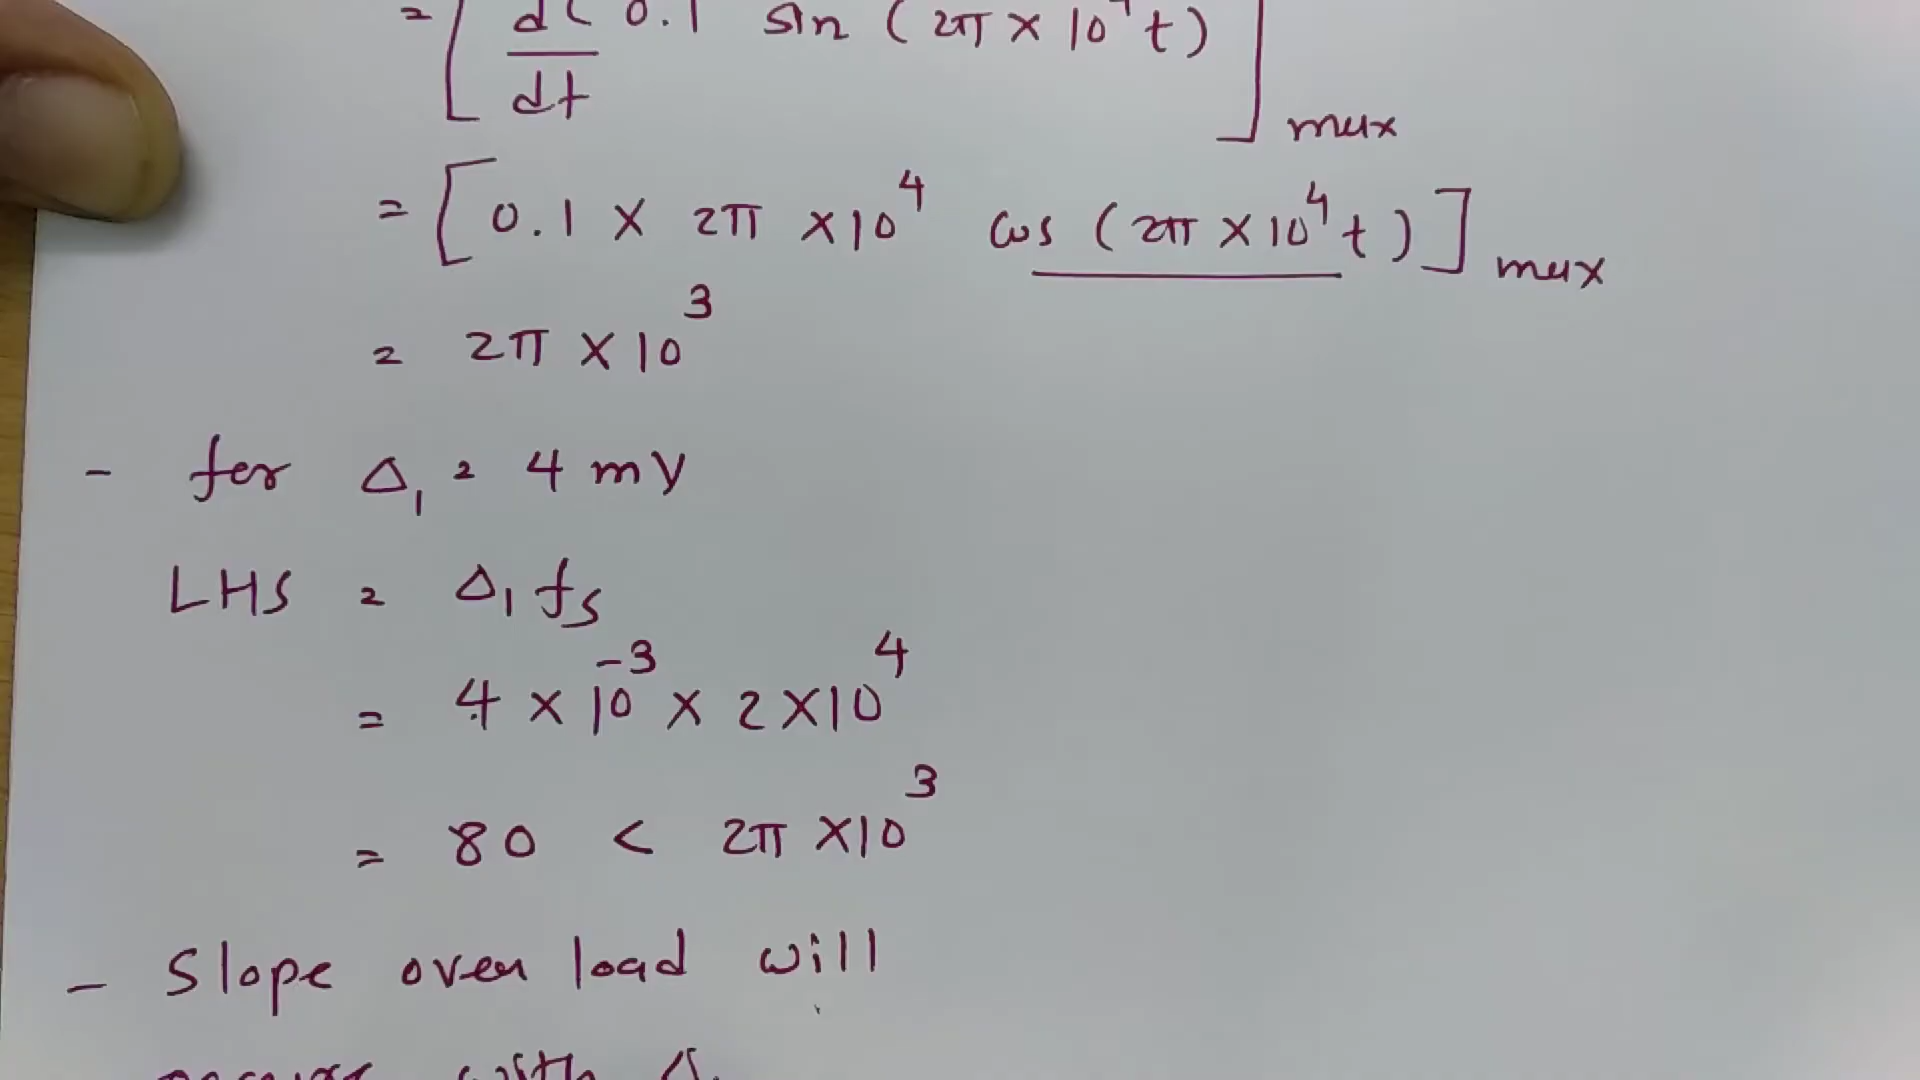 = [ d( 0.1 sin ( 2π × 10⁴ t )
dt ] max
= [ 0.1 × 2π × 10⁴ cos ( 2π × 10⁴ t ) ] max
= 2π × 10³
- for Δ₁ = 4 mV
LHS = Δ₁ fs
= 4 × 10⁻³ × 2 × 10⁴
= 80 < 2π × 10³
- Slope over load will
with Δ